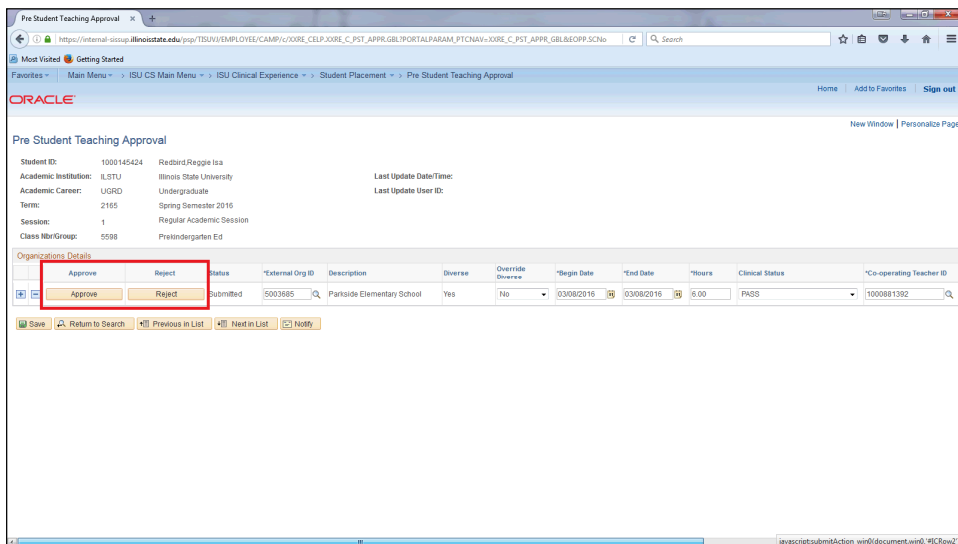 Pre Student Teaching Approval × +
https://internal-sissup.illinoisstate.edu/psp/TISUVJ/EMPLOYEE/CAMP/c/XXRE_CELP.XXRE_C_PST_APPR.GBL?PORTALPARAM_PTCNAV=XXRE_C_PST_APPR_GBL&EOPP.SCNo Search
Most Visited Getting Started
Favorites Main Menu > ISU CS Main Menu > ISU Clinical Experience > Student Placement > Pre Student Teaching Approval
Home Add to Favorites Sign out
ORACLE
New Window | Personalize Page
Pre Student Teaching Approval
Student ID: 1000145424 Redbird,Reggie Isa
Academic Institution: ILSTU Illinois State University Last Update Date/Time:
Academic Career: UGRD Undergraduate Last Update User ID:
Term: 2165 Spring Semester 2016
Session: 1 Regular Academic Session
Class Nbr/Group: 5598 Prekindergarten Ed
Organizations Details
Approve Reject Status *External Org ID Description Diverse Override Diverse *Begin Date *End Date *Hours Clinical Status *Co-operating Teacher ID
+ - Approve Reject Submitted 5003685 Parkside Elementary School Yes No 03/08/2016 03/08/2016 6.00 PASS 1000881392
Save Return to Search Previous in List Next in List Notify
javascript:submitAction_win0(document.win0,'#ICRow2')